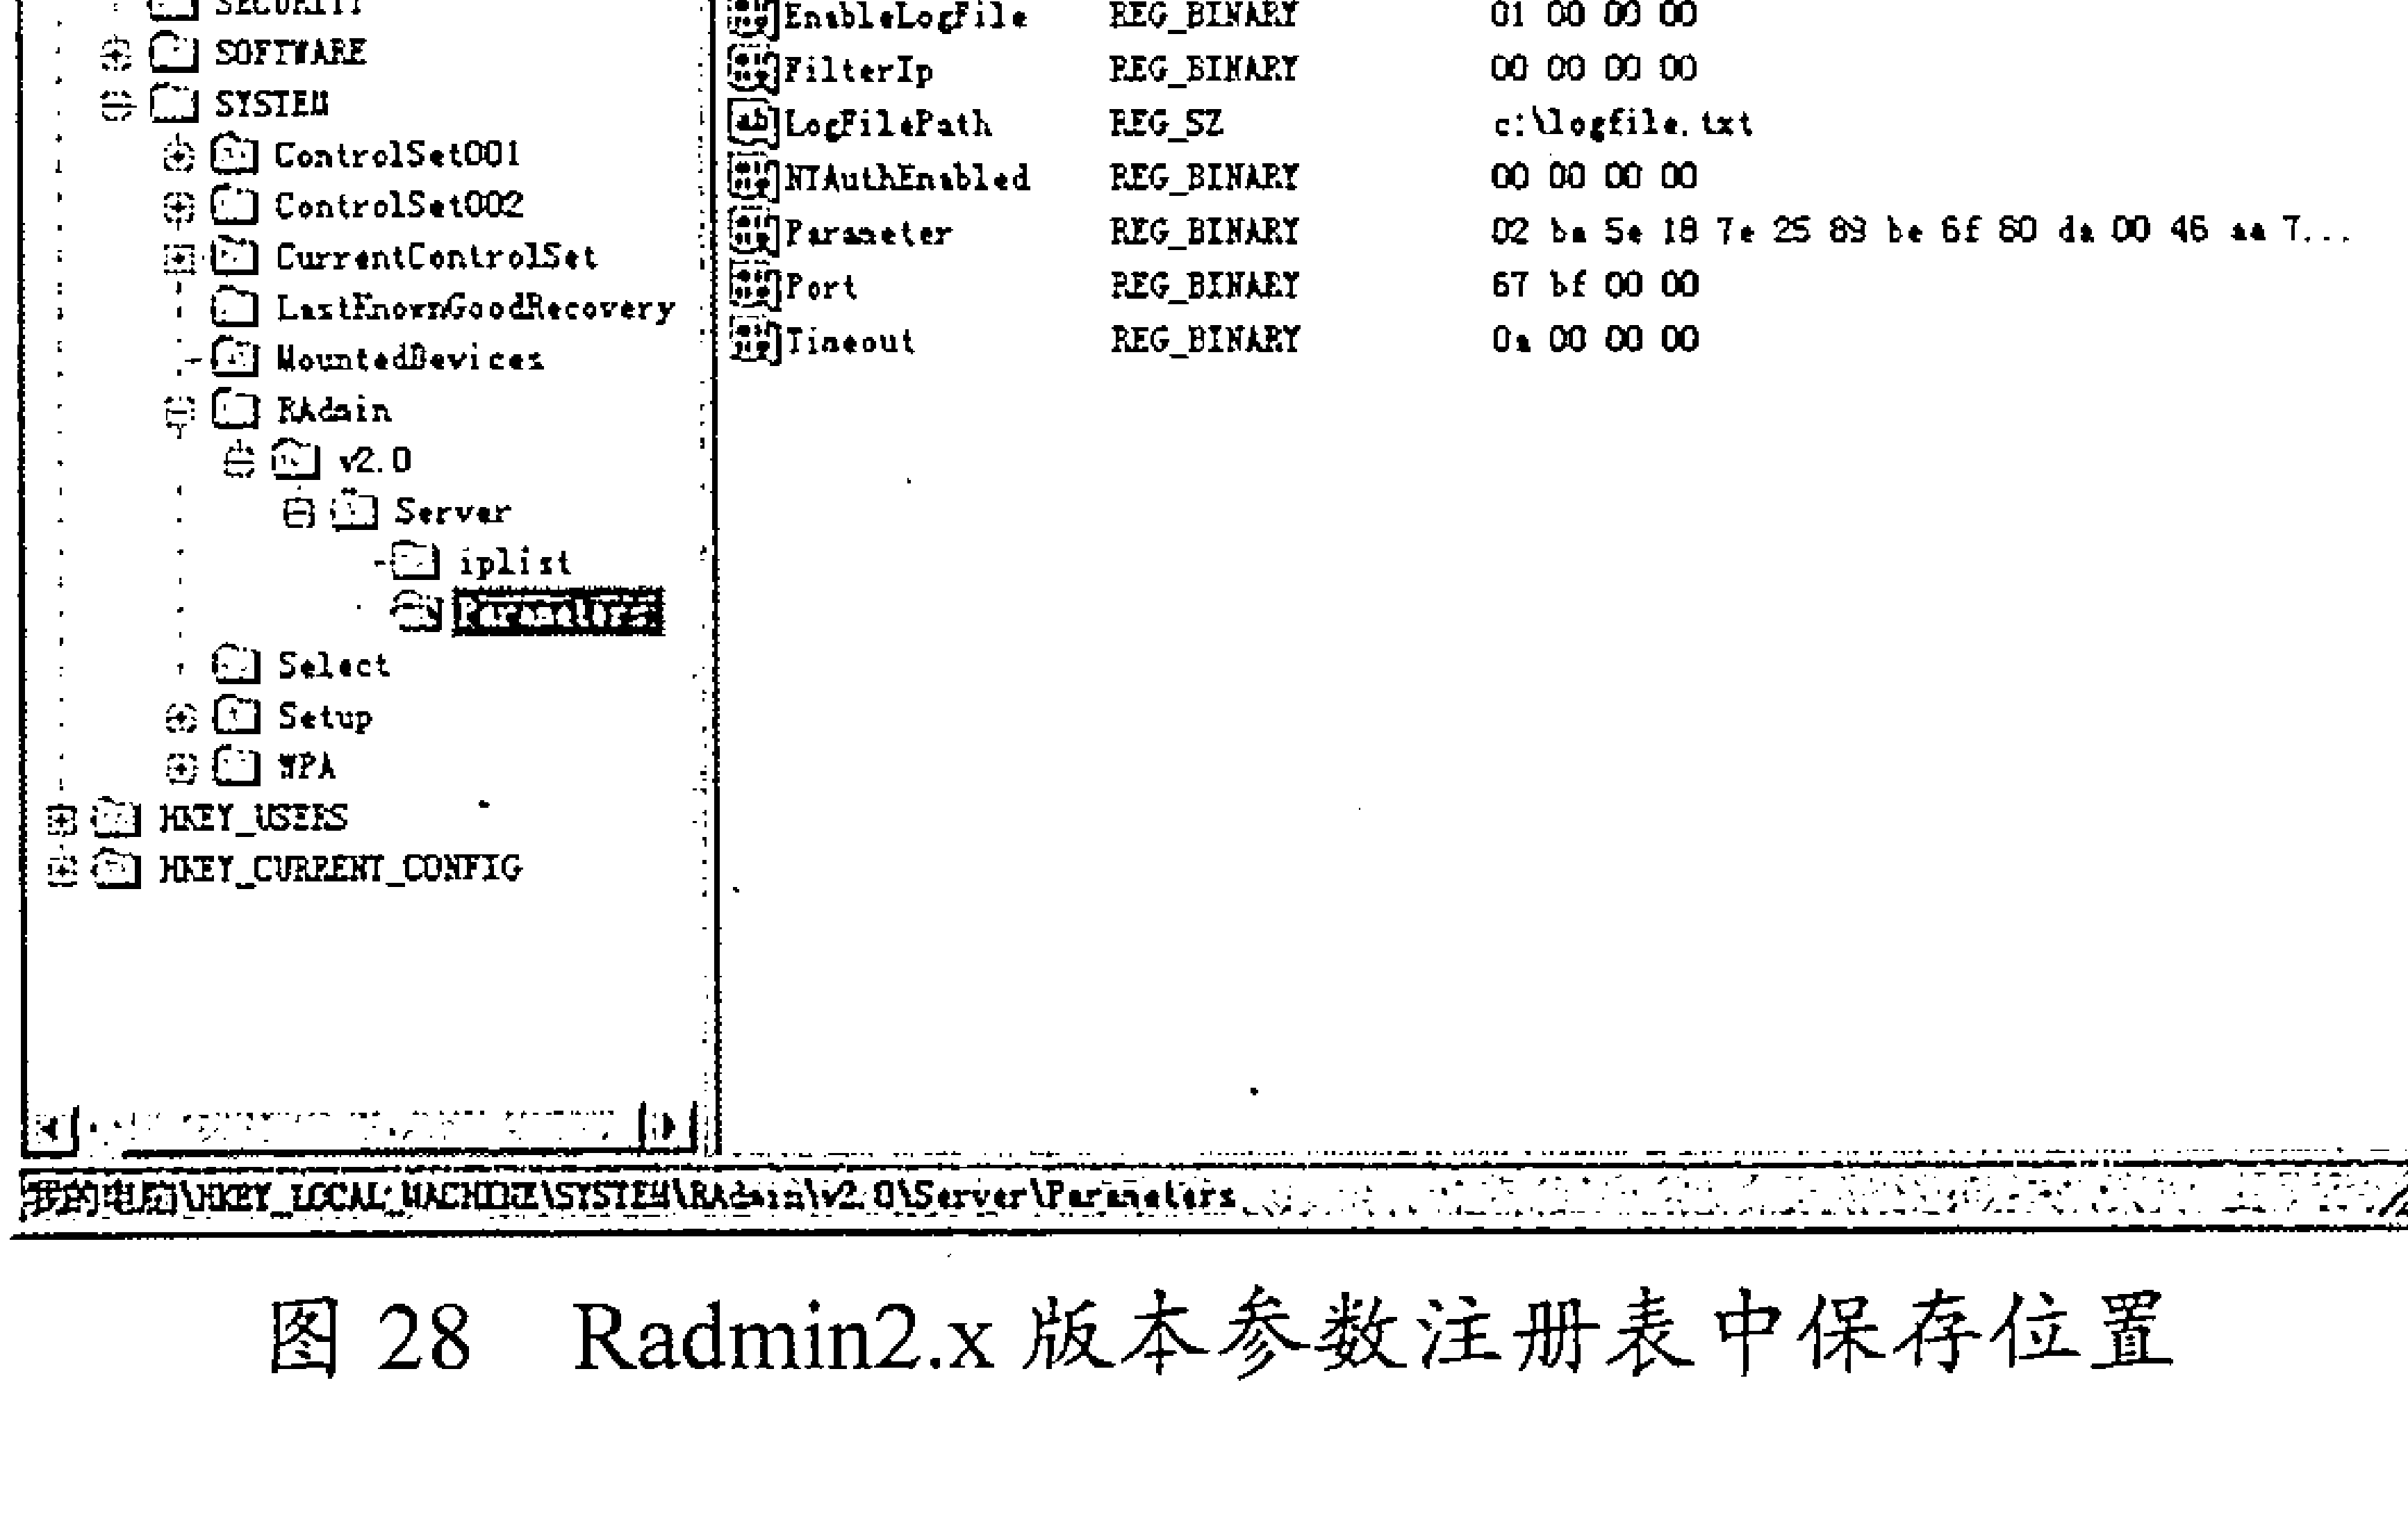 SECURITY
SOFTWARE
SYSTEM
ControlSet001
ControlSet002
CurrentControlSet
LastKnownGoodRecovery
MountedDevices
RAdmin
v2.0
Server
iplist
Parameters
Select
Setup
WPA
HKEY_USERS
HKEY_CURRENT_CONFIG
EnableLogFile REG_BINARY 01 00 00 00
FilterIp REG_BINARY 00 00 00 00
LogFilePath REG_SZ c:\logfile.txt
NTAuthEnabled REG_BINARY 00 00 00 00
Parameter REG_BINARY 02 ba 5e 18 7e 25 89 be 6f 80 da 00 46 aa 7...
Port REG_BINARY 67 bf 00 00
Timeout REG_BINARY 0a 00 00 00
我的电脑\HKEY_LOCAL_MACHINE\SYSTEM\RAdmin\v2.0\Server\Parameters
图 28 Radmin2.x 版本参数注册表中保存位置